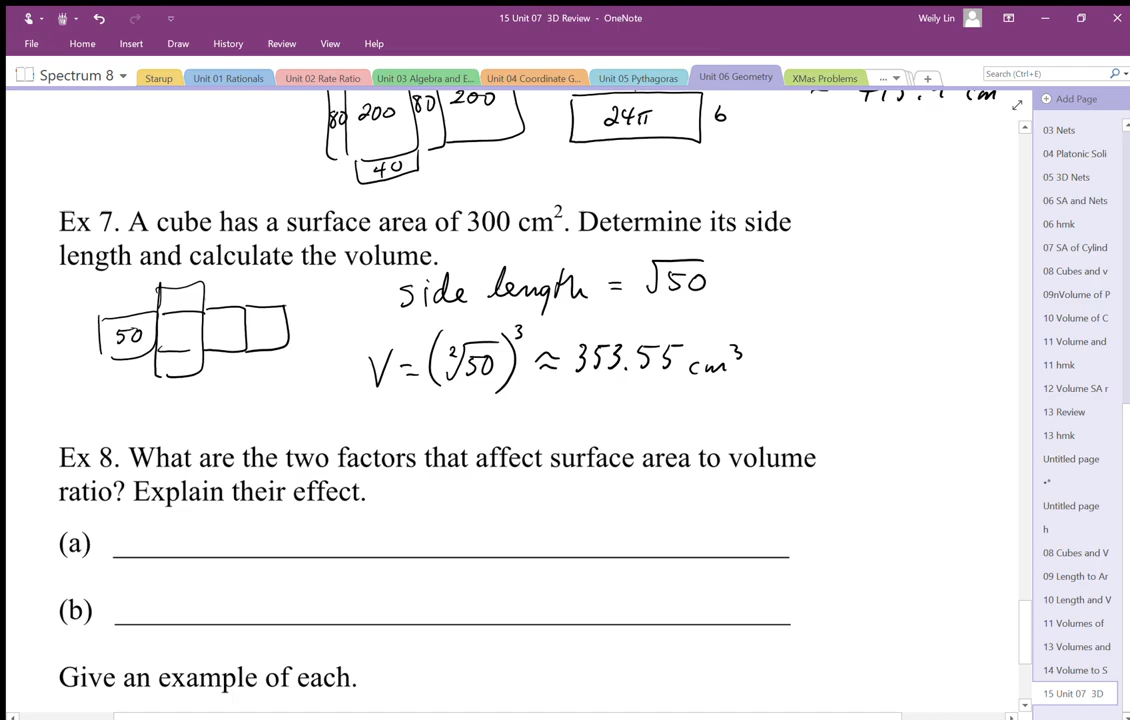 15 Unit 07 3D Review - OneNote
Weily Lin
File Home Insert Draw History Review View Help
Spectrum 8
Starup
Unit 01 Rationals
Unit 02 Rate Ratio
Unit 03 Algebra and E...
Unit 04 Coordinate G...
Unit 05 Pythagoras
Unit 06 Geometry
XMas Problems
...
+
Search (Ctrl+E)
80 200 80 200
40
24π 6
cm
Ex 7. A cube has a surface area of 300 cm². Determine its side
length and calculate the volume.
side length = √50
50
V = (²√50)³ ≈ 353.55 cm³
Ex 8. What are the two factors that affect surface area to volume
ratio? Explain their effect.
(a)
(b)
Give an example of each.
Add Page
03 Nets
04 Platonic Soli
05 3D Nets
06 SA and Nets
06 hmk
07 SA of Cylind
08 Cubes and v
09nVolume of P
10 Volume of C
11 Volume and
11 hmk
12 Volume SA r
13 Review
13 hmk
Untitled page
Untitled page
h
08 Cubes and V
09 Length to Ar
10 Length and V
11 Volumes of
13 Volumes and
14 Volume to S
15 Unit 07 3D